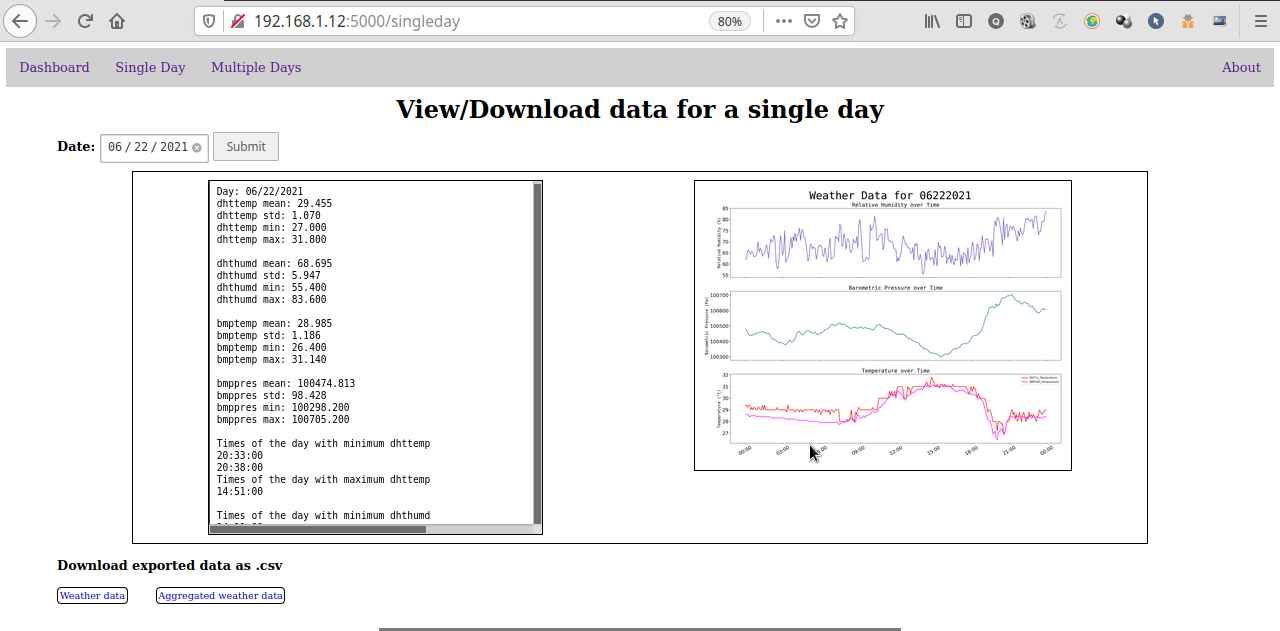 192.168.1.12:5000/singleday
80%
Dashboard Single Day Multiple Days About
View/Download data for a single day
Date: 06 / 22 / 2021 Submit
Day: 06/22/2021
dhttemp mean: 29.455
dhttemp std: 1.070
dhttemp min: 27.000
dhttemp max: 31.800
dhthumd mean: 68.695
dhthumd std: 5.947
dhthumd min: 55.400
dhthumd max: 83.600
bmptemp mean: 28.985
bmptemp std: 1.186
bmptemp min: 26.400
bmptemp max: 31.140
bmppres mean: 100474.813
bmppres std: 98.428
bmppres min: 100298.200
bmppres max: 100705.200
Times of the day with minimum dhttemp
20:33:00
20:38:00
Times of the day with maximum dhttemp
14:51:00
Times of the day with minimum dhthumd
Weather Data for 06222021
Relative Humidity over Time
Relative Humidity (%)
85
80
75
70
65
60
55
Barometric Pressure over Time
Barometric Pressure (Pa)
100700
100600
100500
100400
100300
Temperature over Time
Temperature (°C)
32
31
30
29
28
27
00:00 03:00 09:00 12:00 15:00 18:00 21:00 00:00
Download exported data as .csv
Weather data Aggregated weather data